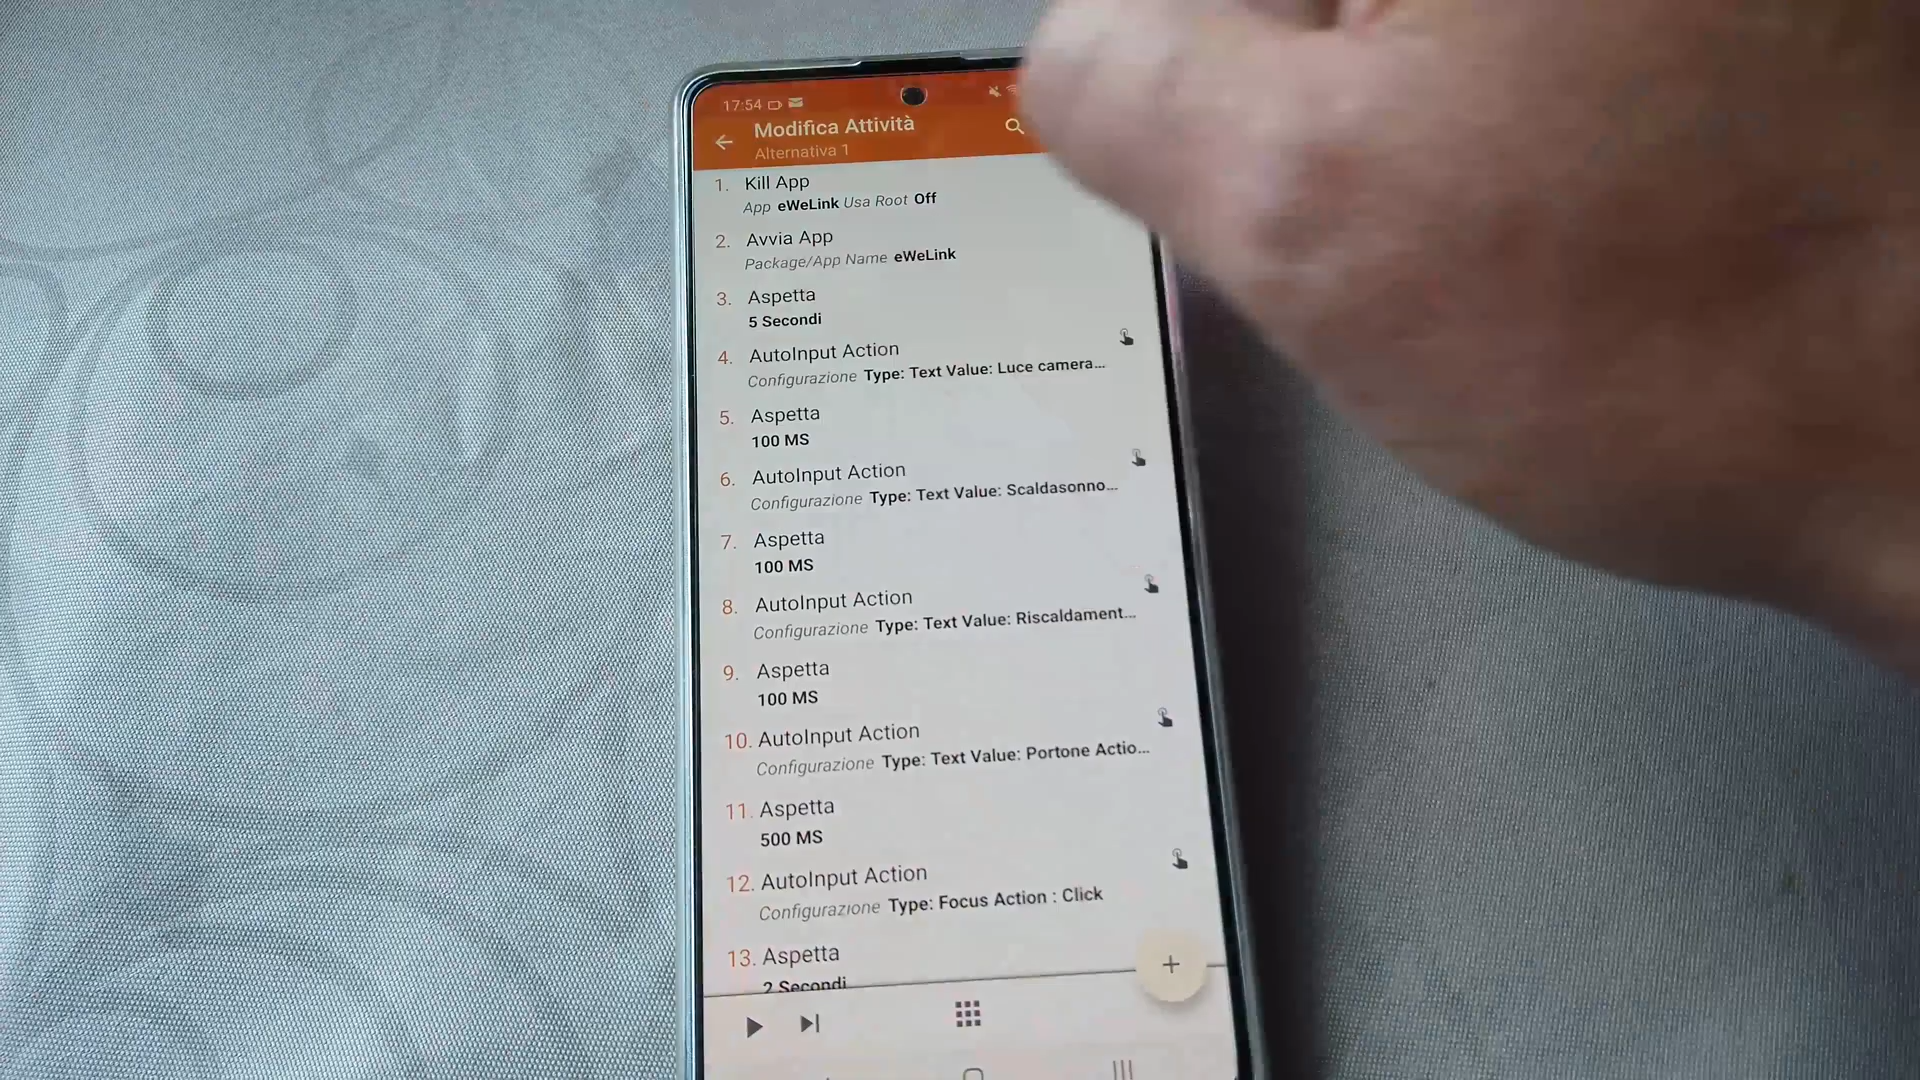 17:54
Modifica Attività
Alternativa 1
1. Kill App
App eWeLink Usa Root Off
2. Avvia App
Package/App Name eWeLink
3. Aspetta
5 Secondi
4. AutoInput Action
Configurazione Type: Text Value: Luce camera...
5. Aspetta
100 MS
6. AutoInput Action
Configurazione Type: Text Value: Scaldasonno...
7. Aspetta
100 MS
8. AutoInput Action
Configurazione Type: Text Value: Riscaldament...
9. Aspetta
100 MS
10. AutoInput Action
Configurazione Type: Text Value: Portone Actio...
11. Aspetta
500 MS
12. AutoInput Action
Configurazione Type: Focus Action : Click
13. Aspetta
2 Secondi